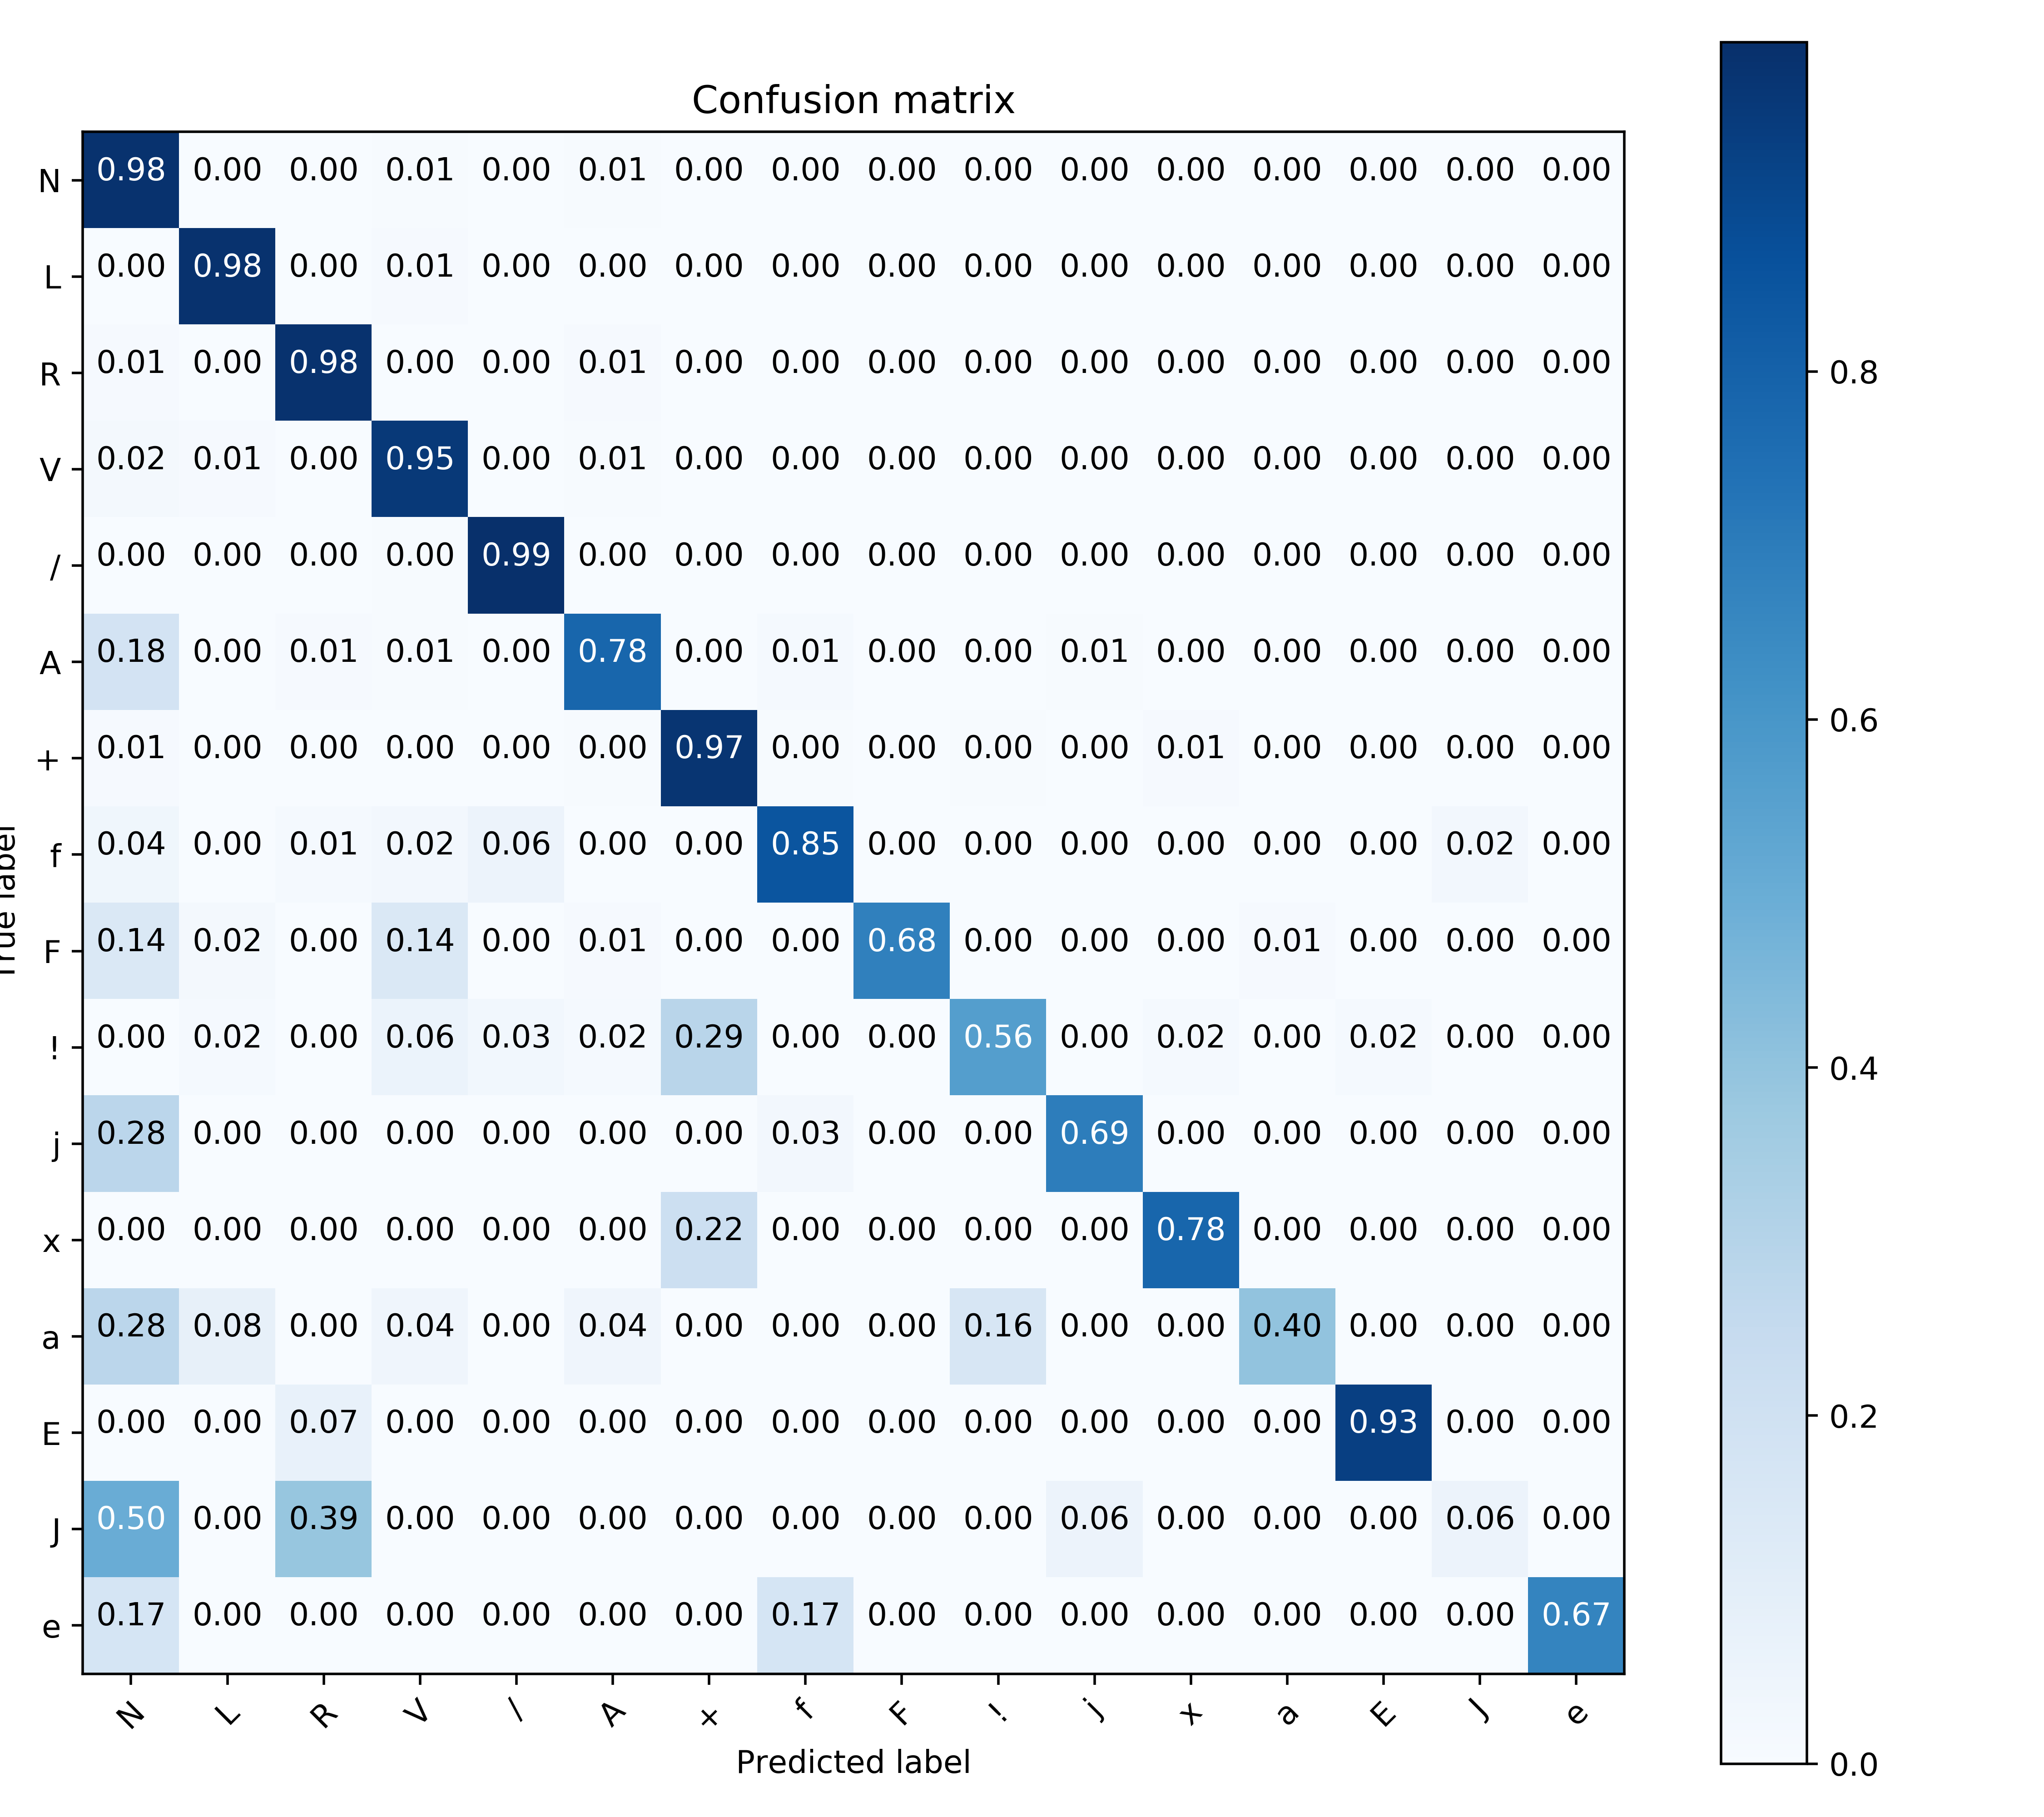 Confusion matrix
N 0.98 0.00 0.00 0.01 0.00 0.01 0.00 0.00 0.00 0.00 0.00 0.00 0.00 0.00 0.00 0.00
L 0.00 0.98 0.00 0.01 0.00 0.00 0.00 0.00 0.00 0.00 0.00 0.00 0.00 0.00 0.00 0.00
R 0.01 0.00 0.98 0.00 0.00 0.01 0.00 0.00 0.00 0.00 0.00 0.00 0.00 0.00 0.00 0.00
V 0.02 0.01 0.00 0.95 0.00 0.01 0.00 0.00 0.00 0.00 0.00 0.00 0.00 0.00 0.00 0.00
/ 0.00 0.00 0.00 0.00 0.99 0.00 0.00 0.00 0.00 0.00 0.00 0.00 0.00 0.00 0.00 0.00
A 0.18 0.00 0.01 0.01 0.00 0.78 0.00 0.01 0.00 0.00 0.01 0.00 0.00 0.00 0.00 0.00
+ 0.01 0.00 0.00 0.00 0.00 0.00 0.97 0.00 0.00 0.00 0.00 0.01 0.00 0.00 0.00 0.00
f 0.04 0.00 0.01 0.02 0.06 0.00 0.00 0.85 0.00 0.00 0.00 0.00 0.00 0.00 0.02 0.00
F 0.14 0.02 0.00 0.14 0.00 0.01 0.00 0.00 0.68 0.00 0.00 0.00 0.01 0.00 0.00 0.00
! 0.00 0.02 0.00 0.06 0.03 0.02 0.29 0.00 0.00 0.56 0.00 0.02 0.00 0.02 0.00 0.00
j 0.28 0.00 0.00 0.00 0.00 0.00 0.00 0.03 0.00 0.00 0.69 0.00 0.00 0.00 0.00 0.00
x 0.00 0.00 0.00 0.00 0.00 0.00 0.22 0.00 0.00 0.00 0.00 0.78 0.00 0.00 0.00 0.00
a 0.28 0.08 0.00 0.04 0.00 0.04 0.00 0.00 0.00 0.16 0.00 0.00 0.40 0.00 0.00 0.00
E 0.00 0.00 0.07 0.00 0.00 0.00 0.00 0.00 0.00 0.00 0.00 0.00 0.00 0.93 0.00 0.00
J 0.50 0.00 0.39 0.00 0.00 0.00 0.00 0.00 0.00 0.00 0.06 0.00 0.00 0.00 0.06 0.00
e 0.17 0.00 0.00 0.00 0.00 0.00 0.00 0.17 0.00 0.00 0.00 0.00 0.00 0.00 0.00 0.67
N L R V / A + f F ! j x a E J e
Predicted label
True label
0.8
0.6
0.4
0.2
0.0